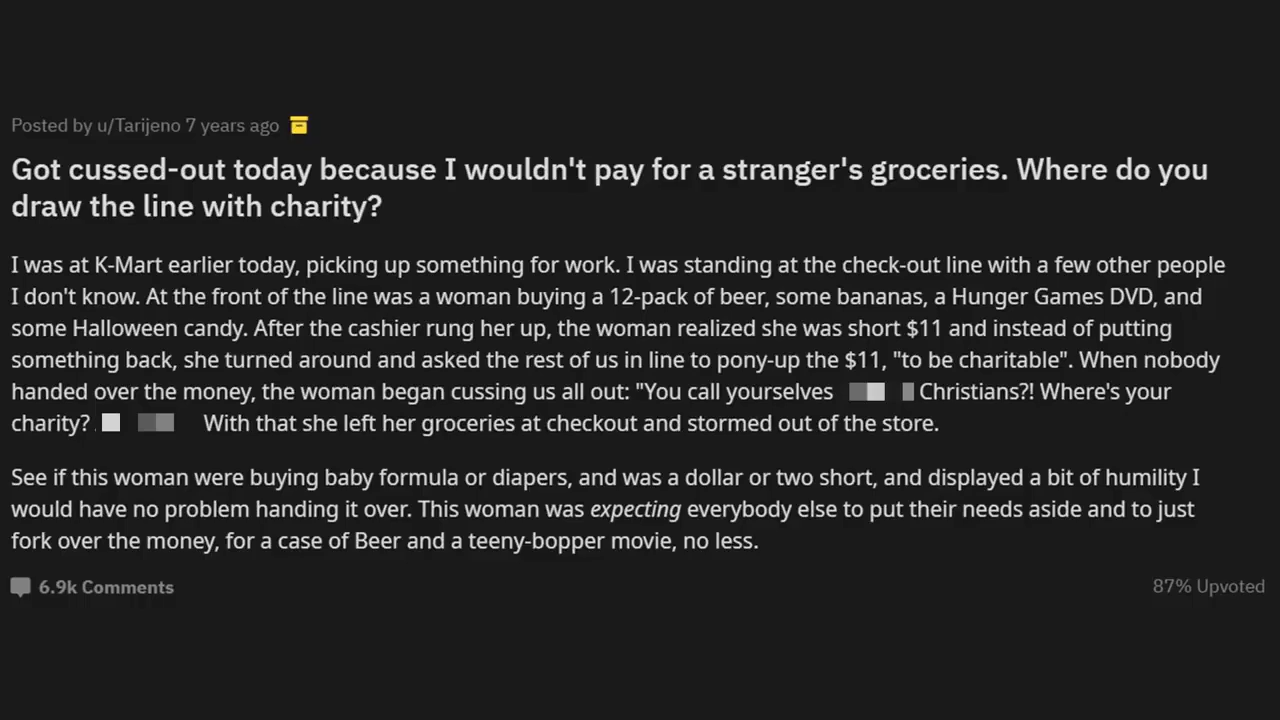 Posted by u/Tarijeno 7 years ago
Got cussed-out today because I wouldn't pay for a stranger's groceries. Where do you
draw the line with charity?
I was at K-Mart earlier today, picking up something for work. I was standing at the check-out line with a few other people
I don't know. At the front of the line was a woman buying a 12-pack of beer, some bananas, a Hunger Games DVD, and
some Halloween candy. After the cashier rung her up, the woman realized she was short $11 and instead of putting
something back, she turned around and asked the rest of us in line to pony-up the $11, "to be charitable". When nobody
handed over the money, the woman began cussing us all out: "You call yourselves Christians?! Where's your
charity? With that she left her groceries at checkout and stormed out of the store.
See if this woman were buying baby formula or diapers, and was a dollar or two short, and displayed a bit of humility I
would have no problem handing it over. This woman was expecting everybody else to put their needs aside and to just
fork over the money, for a case of Beer and a teeny-bopper movie, no less.
6.9k Comments
87% Upvoted